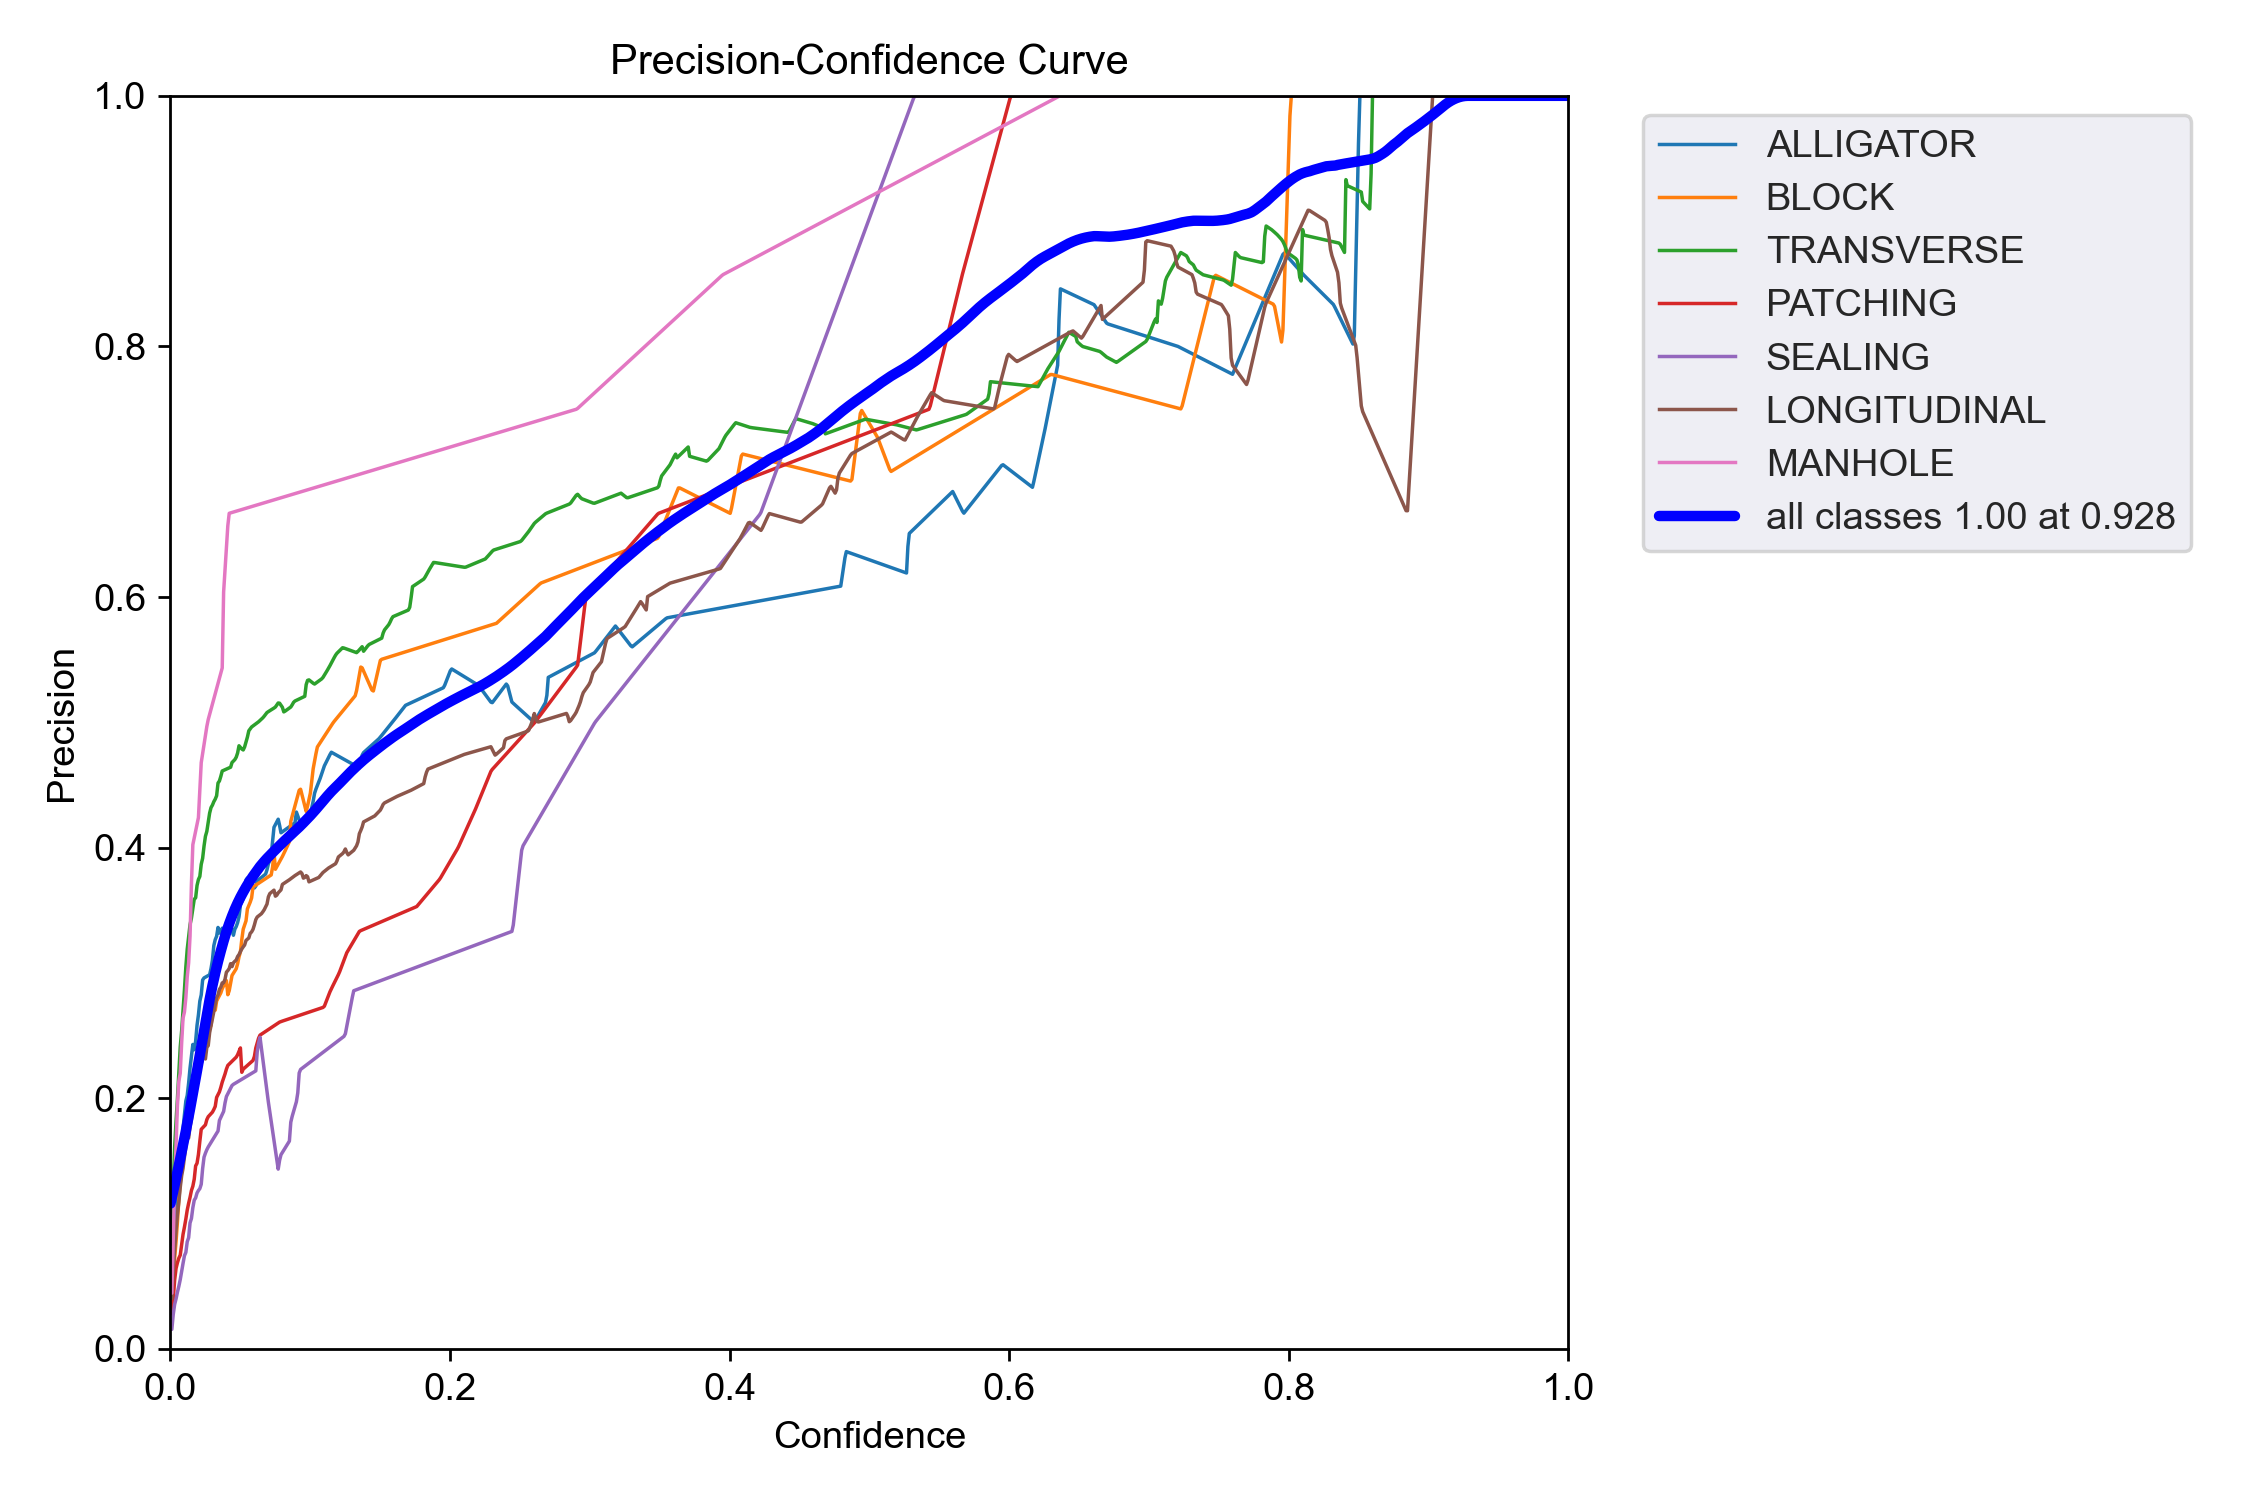 Precision-Confidence Curve
1.0
0.8
0.6
0.4
0.2
0.0
Precision
0.0 0.2 0.4 0.6 0.8 1.0
Confidence
ALLIGATOR
BLOCK
TRANSVERSE
PATCHING
SEALING
LONGITUDINAL
MANHOLE
all classes 1.00 at 0.928